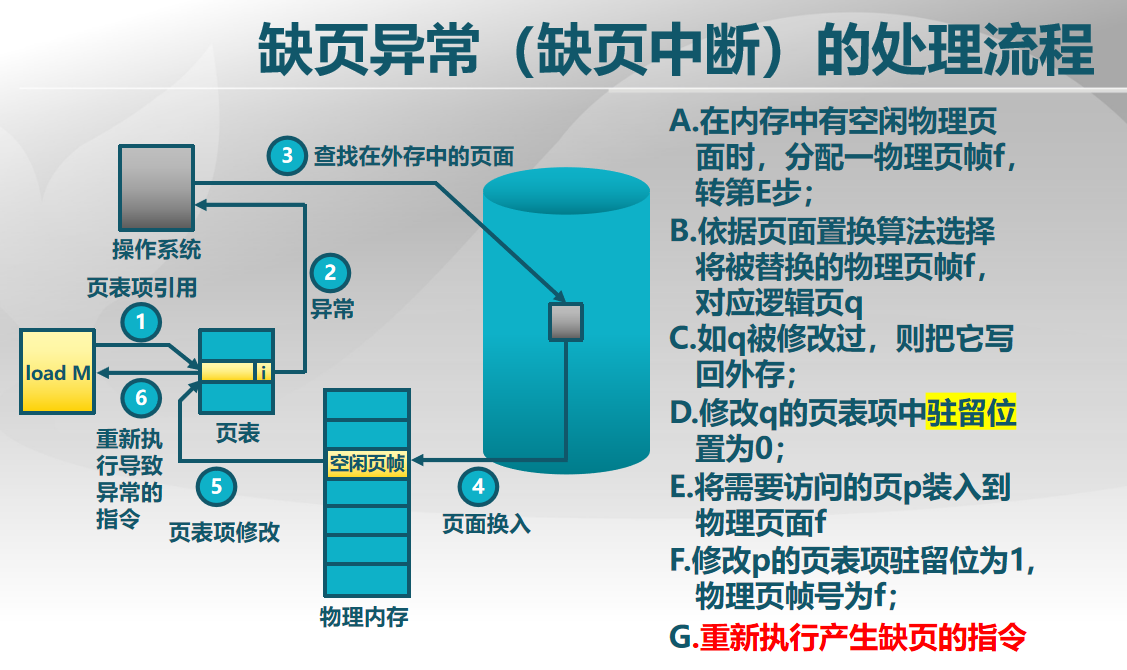 缺页异常（缺页中断）的处理流程
3 查找在外存中的页面
操作系统
页表项引用
2
异常
1
load M
i
6
页表
重新执
行导致
异常的
指令
5
页表项修改
空闲页帧
4
页面换入
物理内存
A.在内存中有空闲物理页
面时，分配一物理页帧f，
转第E步；
B.依据页面置换算法选择
将被替换的物理页帧f，
对应逻辑页q
C.如q被修改过，则把它写
回外存；
D.修改q的页表项中驻留位
置为0；
E.将需要访问的页p装入到
物理页面f
F.修改p的页表项驻留位为1,
物理页帧号为f；
G.重新执行产生缺页的指令